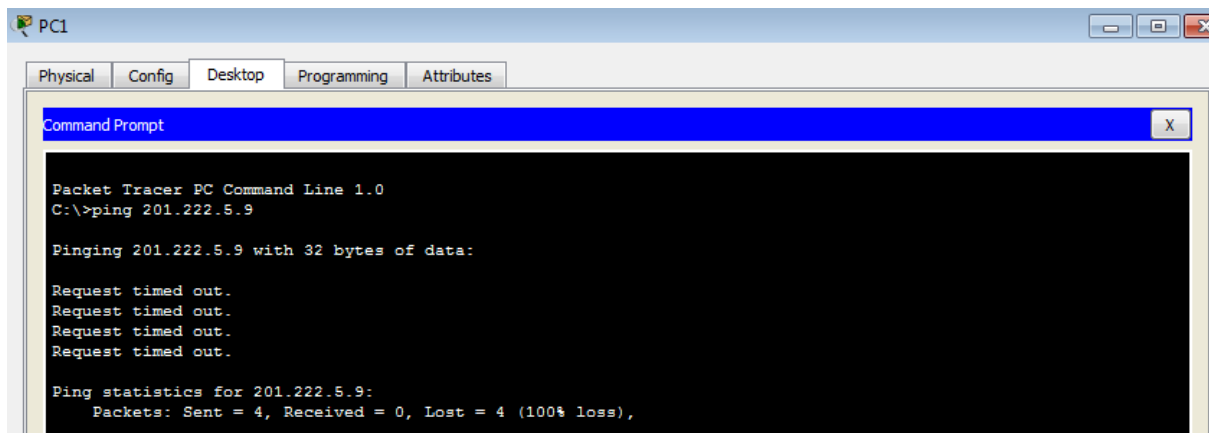 PC1
Physical Config Desktop Programming Attributes
Command Prompt X
Packet Tracer PC Command Line 1.0
C:\>ping 201.222.5.9
Pinging 201.222.5.9 with 32 bytes of data:
Request timed out.
Request timed out.
Request timed out.
Request timed out.
Ping statistics for 201.222.5.9:
Packets: Sent = 4, Received = 0, Lost = 4 (100% loss),